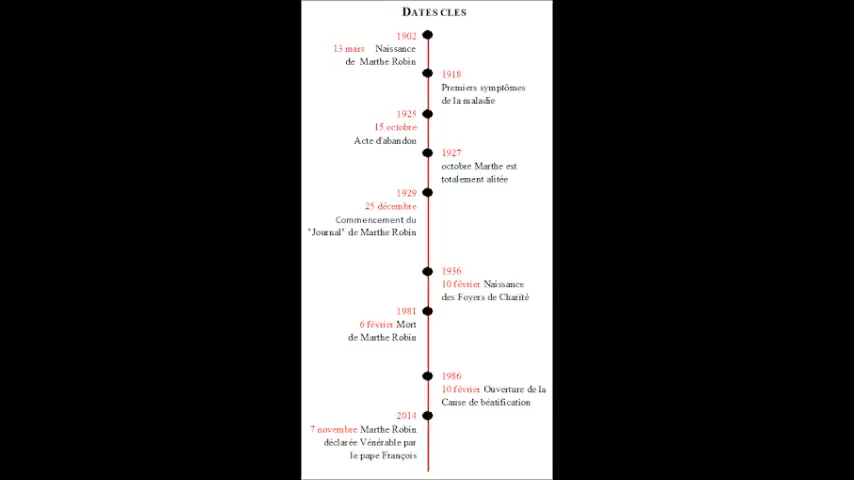 DATES CLES
1902
13 mars Naissance
de Marthe Robin
1918
Premiers symptômes
de la maladie
1925
15 octobre
Acte d'abandon
1927
octobre Marthe est
totalement alitée
1929
25 décembre
Commencement du
"Journal" de Marthe Robin
1936
10 février Naissance
des Foyers de Charité
1981
6 février Mort
de Marthe Robin
1986
10 février Ouverture de la
Cause de béatification
2014
7 novembre Marthe Robin
déclarée Vénérable par
le pape François